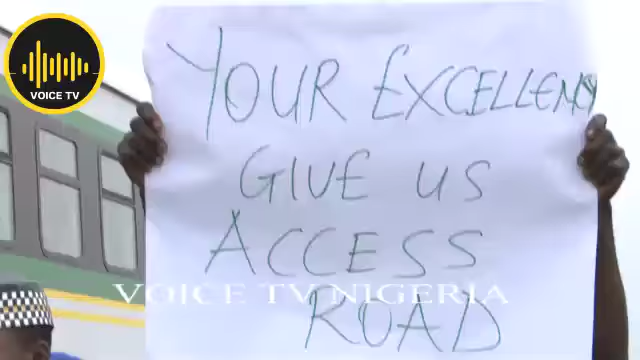 VOICE TV
YOUR EXCELLENCY
GIVE US
ACCESS
VOICE TV NIGERIA
ROAD